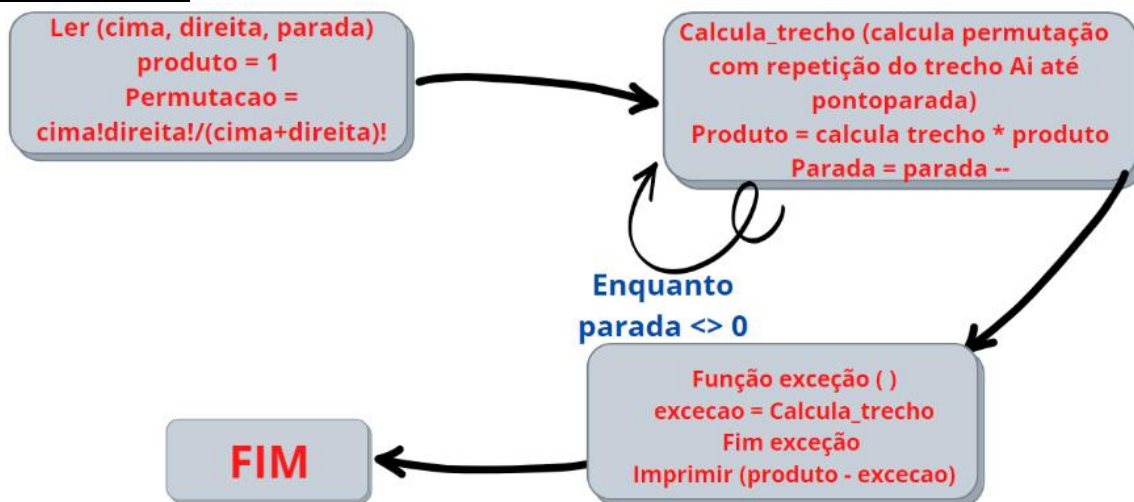 Ler (cima, direita, parada)
produto = 1
Permutacao =
cima!direita!/(cima+direita)!
Calcula_trecho (calcula permutação
com repetição do trecho Ai até
pontoparada)
Produto = calcula trecho * produto
Parada = parada --
Enquanto
parada <> 0
Função exceção ( )
excecao = Calcula_trecho
Fim exceção
Imprimir (produto - excecao)
FIM